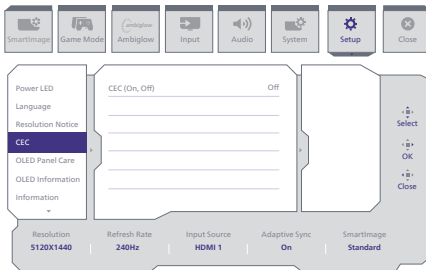 SmartImage
Game Mode
ambiglow
Ambiglow
Input
Audio
System
Setup
Close
Power LED
Language
Resolution Notice
CEC
OLED Panel Care
OLED Information
Information
CEC (On, Off) Off
Select
OK
Close
Resolution Refresh Rate Input Source Adaptive Sync SmartImage
5120X1440 240Hz HDMI 1 On Standard